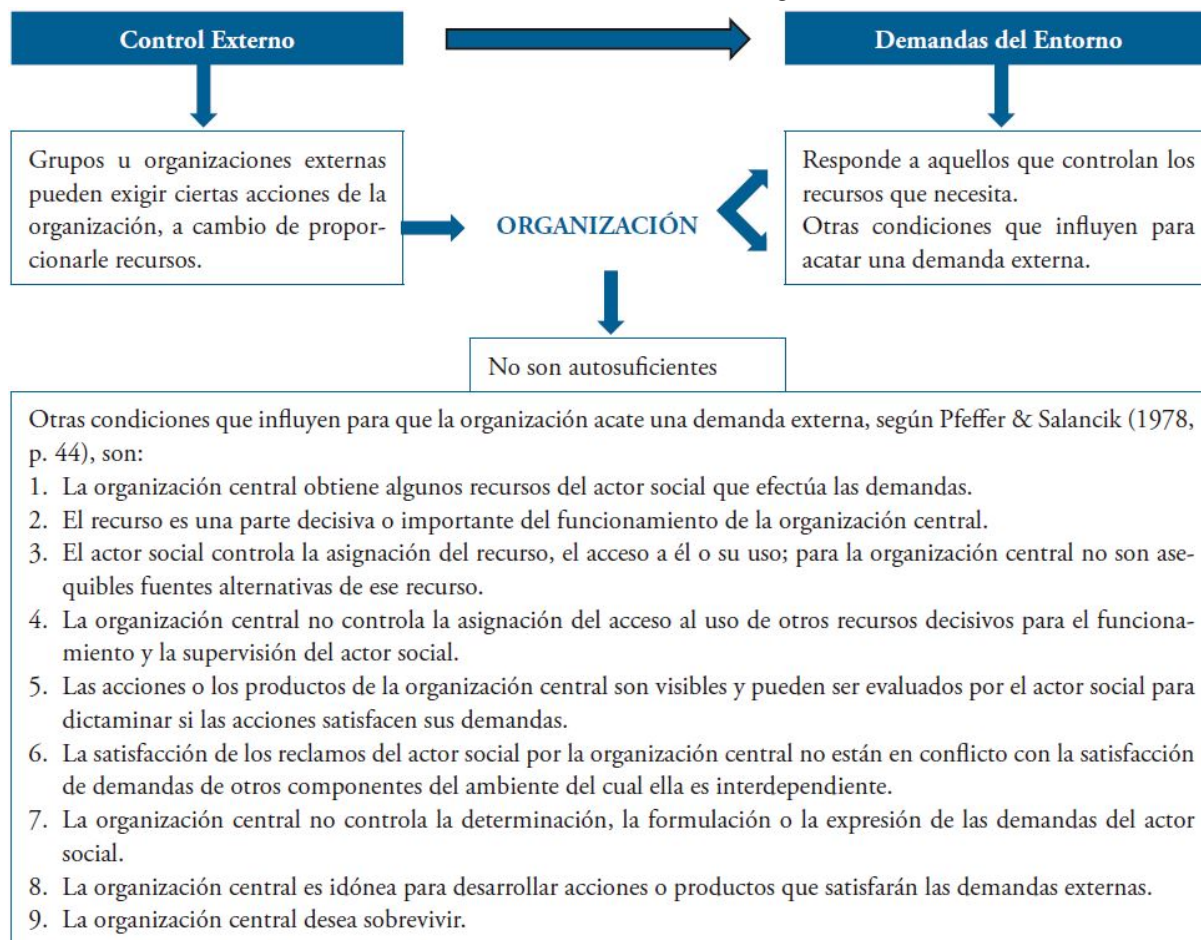 Control Externo
Demandas del Entorno
Grupos u organizaciones externas
pueden exigir ciertas acciones de la
organización, a cambio de propor-
cionarle recursos.
ORGANIZACIÓN
Responde a aquellos que controlan los
recursos que necesita.
Otras condiciones que influyen para
acatar una demanda externa.
No son autosuficientes
Otras condiciones que influyen para que la organización acate una demanda externa, según Pfeffer & Salancik (1978,
p. 44), son:
1. La organización central obtiene algunos recursos del actor social que efectúa las demandas.
2. El recurso es una parte decisiva o importante del funcionamiento de la organización central.
3. El actor social controla la asignación del recurso, el acceso a él o su uso; para la organización central no son ase-
quibles fuentes alternativas de ese recurso.
4. La organización central no controla la asignación del acceso al uso de otros recursos decisivos para el funciona-
miento y la supervisión del actor social.
5. Las acciones o los productos de la organización central son visibles y pueden ser evaluados por el actor social para
dictaminar si las acciones satisfacen sus demandas.
6. La satisfacción de los reclamos del actor social por la organización central no están en conflicto con la satisfacción
de demandas de otros componentes del ambiente del cual ella es interdependiente.
7. La organización central no controla la determinación, la formulación o la expresión de las demandas del actor
social.
8. La organización central es idónea para desarrollar acciones o productos que satisfarán las demandas externas.
9. La organización central desea sobrevivir.